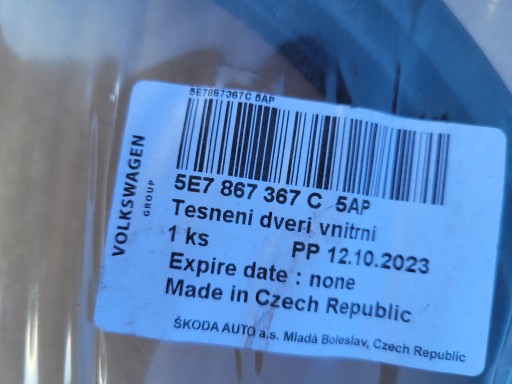 5E7867367C 5AP
5E7 867 367 C 5AP
Tesneni dveri vnitrni
1 ks PP 12.10.2023
Expire date : none
Made in Czech Republic
ŠKODA AUTO a.s. Mladá Boleslav, Czech Republic
VOLKSWAGEN
GROUP